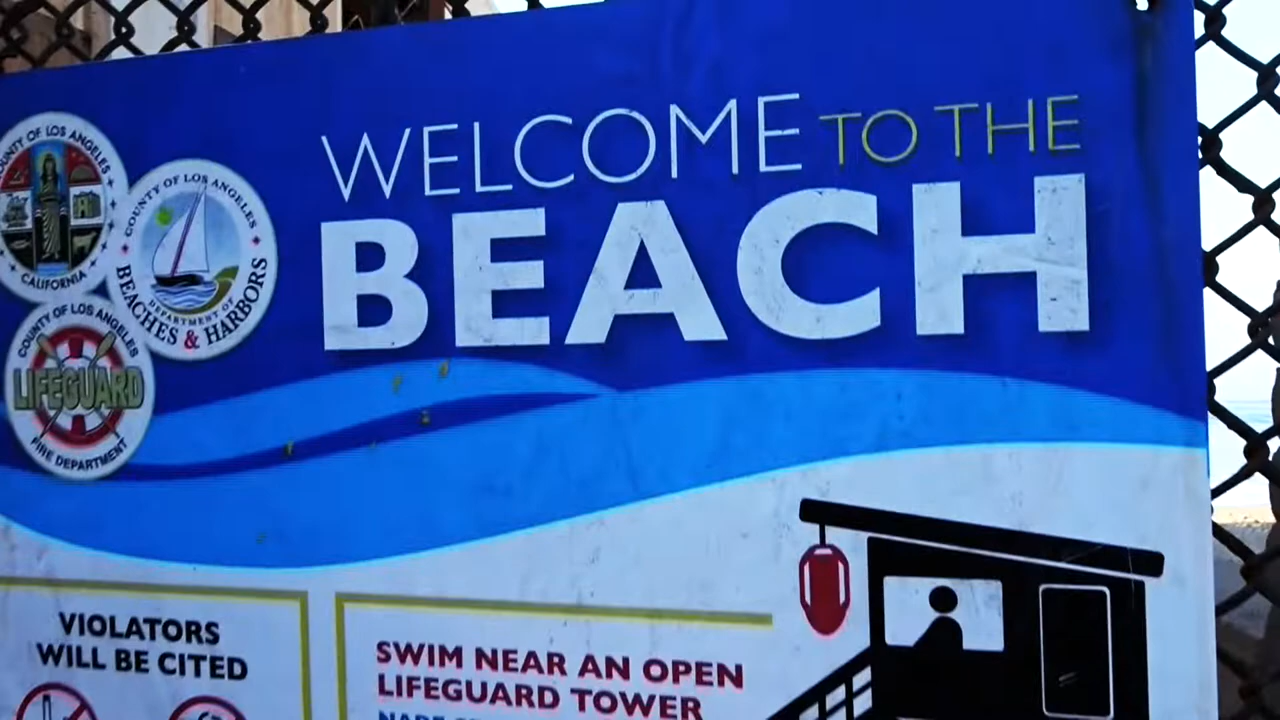 WELCOME TO THE
BEACH
COUNTY OF LOS ANGELES
CALIFORNIA
COUNTY OF LOS ANGELES
DEPARTMENT OF
BEACHES & HARBORS
COUNTY OF LOS ANGELES
LIFEGUARD
FIRE DEPARTMENT
VIOLATORS
WILL BE CITED
SWIM NEAR AN OPEN
LIFEGUARD TOWER